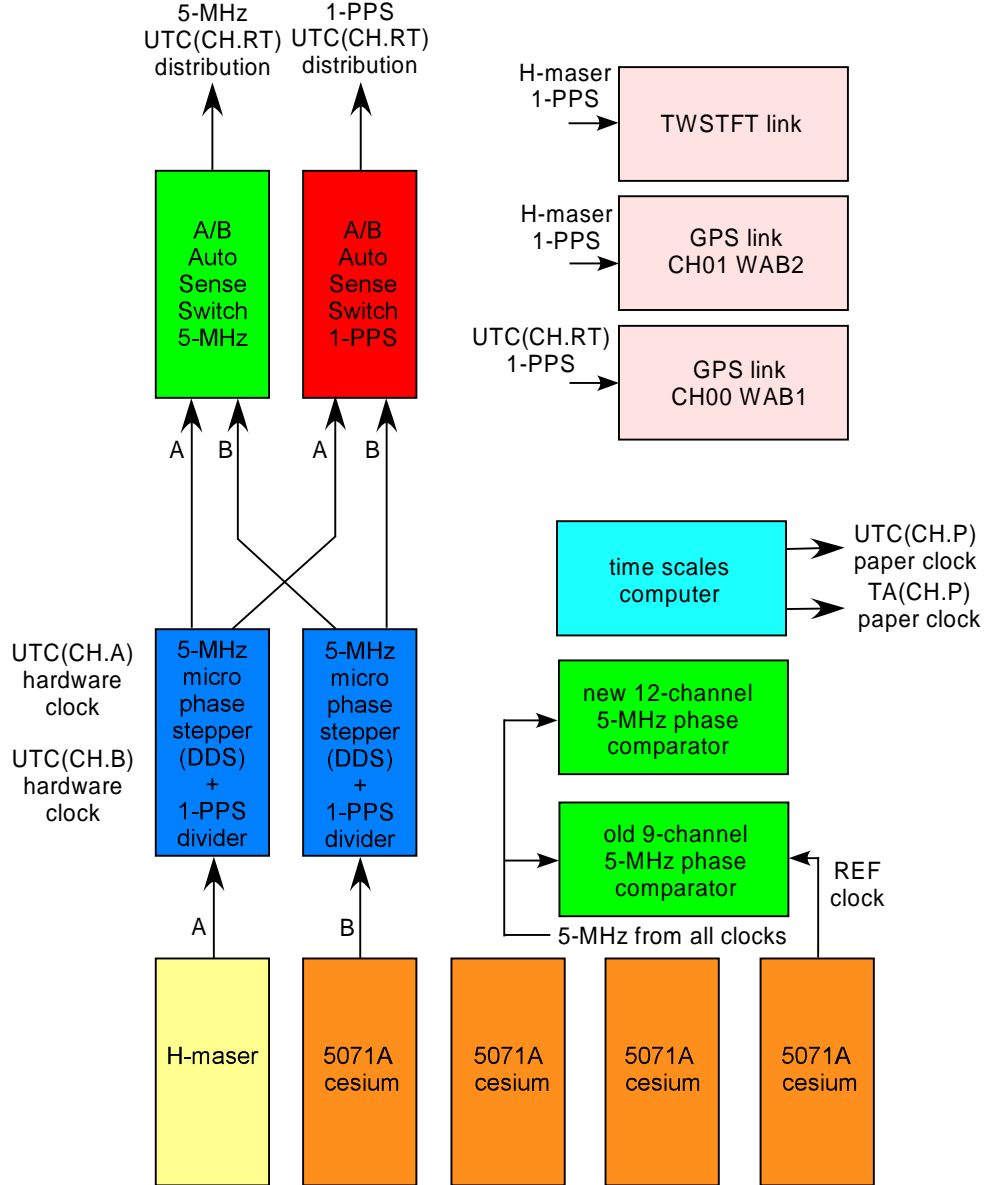 5-MHz
UTC(CH.RT)
distribution
1-PPS
UTC(CH.RT)
distribution
H-maser
1-PPS
TWSTFT link
H-maser
1-PPS
GPS link
CH01 WAB2
UTC(CH.RT)
1-PPS
GPS link
CH00 WAB1
A/B
Auto
Sense
Switch
5-MHz
A/B
Auto
Sense
Switch
1-PPS
A
B
A
B
time scales
computer
UTC(CH.P)
paper clock
TA(CH.P)
paper clock
UTC(CH.A)
hardware
clock
UTC(CH.B)
hardware
clock
5-MHz
micro
phase
stepper
(DDS)
+
1-PPS
divider
5-MHz
micro
phase
stepper
(DDS)
+
1-PPS
divider
new 12-channel
5-MHz phase
comparator
old 9-channel
5-MHz phase
comparator
REF
clock
5-MHz from all clocks
A
B
H-maser
5071A
cesium
5071A
cesium
5071A
cesium
5071A
cesium